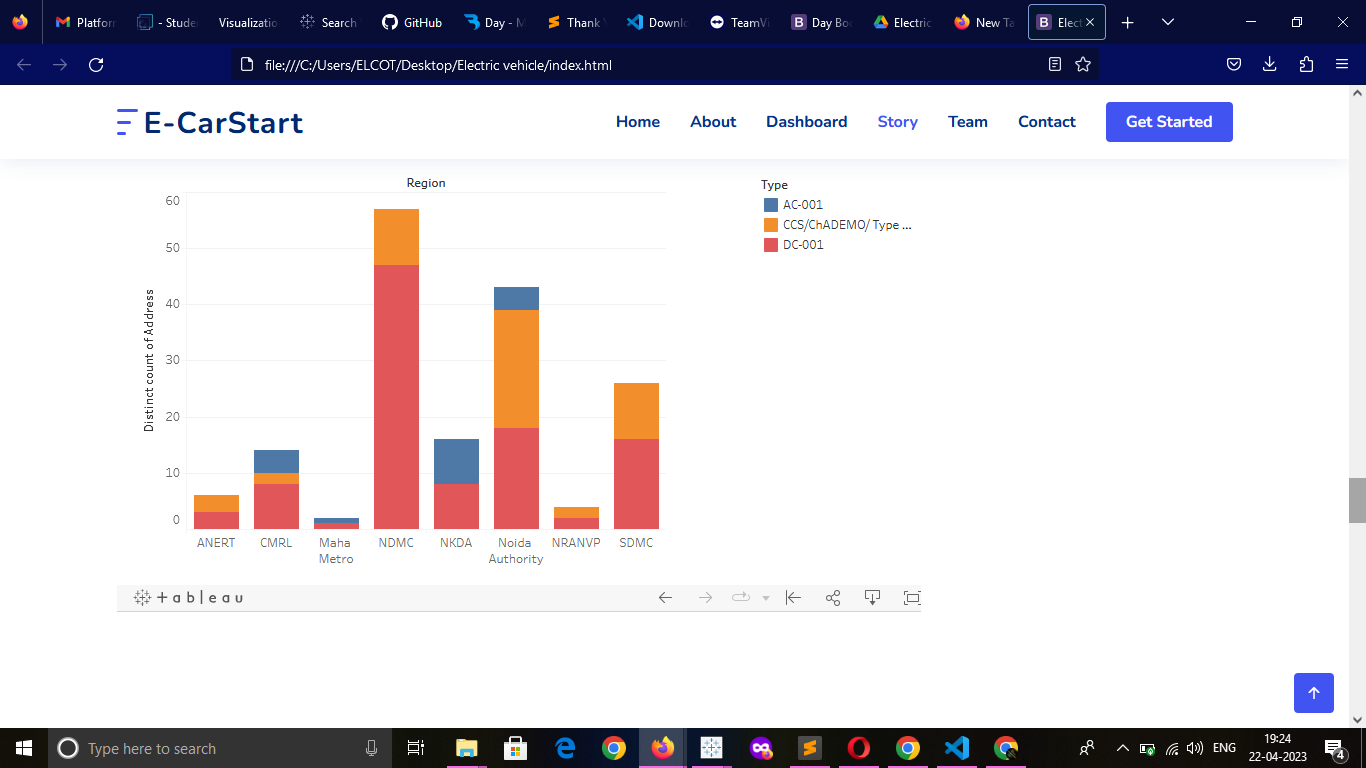 Platforn
- Studer
Visualizatio
Search
GitHub
Day - M
Thank Y
Downlo
TeamVi
Day Boo
Electric
New Ta
Elect
file:///C:/Users/ELCOT/Desktop/Electric vehicle/index.html
E-CarStart
Home
About
Dashboard
Story
Team
Contact
Get Started
Region
Type
AC-001
CCS/ChADEMO/ Type ...
DC-001
Distinct count of Address
60
50
40
30
20
10
0
ANERT
CMRL
Maha
Metro
NDMC
NKDA
Noida
Authority
NRANVP
SDMC
+ableau
Type here to search
ENG
19:24
22-04-2023
4